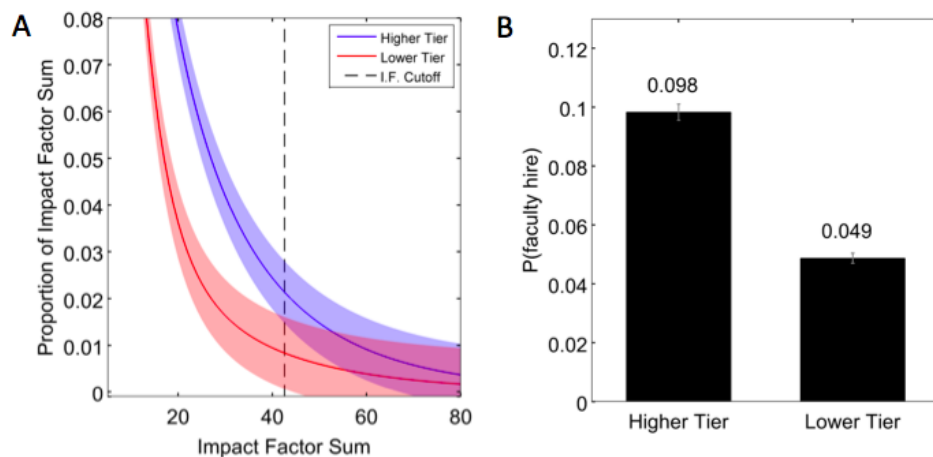 A
Proportion of Impact Factor Sum
0.08
0.07
0.06
0.05
0.04
0.03
0.02
0.01
0
Higher Tier
Lower Tier
I.F. Cutoff
20
40
60
80
Impact Factor Sum
B
P(faculty hire)
0.12
0.1
0.08
0.06
0.04
0.02
0
0.098
0.049
Higher Tier
Lower Tier